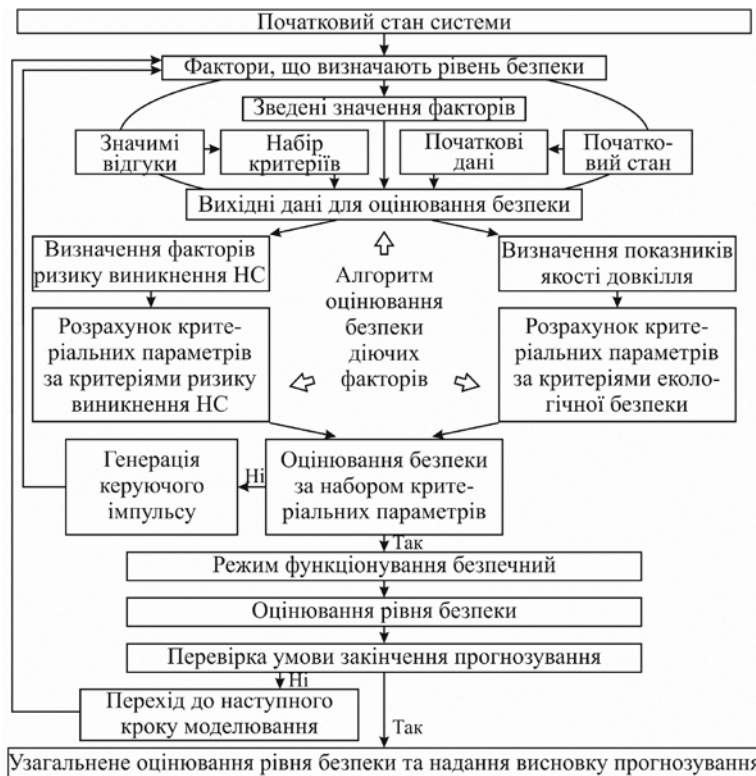 Початковий стан системи
Фактори, що визначають рівень безпеки
Зведені значення факторів
Значимі
відгуки
Набір
критеріїв
Початкові
дані
Початко-
вий стан
Вихідні дані для оцінювання безпеки
Визначення факторів
ризику виникнення НС
Алгоритм
оцінювання
безпеки
діючих
факторів
Визначення показників
якості довкілля
Розрахунок крите-
ріальних параметрів
за критеріями ризику
виникнення НС
Розрахунок крите-
ріальних параметрів
за критеріями еколо-
гічної безпеки
Генерація
керуючого
імпульсу
Ні
Оцінювання безпеки
за набором крите-
ріальних параметрів
Так
Режим функціонування безпечний
Оцінювання рівня безпеки
Перевірка умови закінчення прогнозування
Ні
Перехід до наступного
кроку моделювання
Так
Узагальнене оцінювання рівня безпеки та надання висновку прогнозування